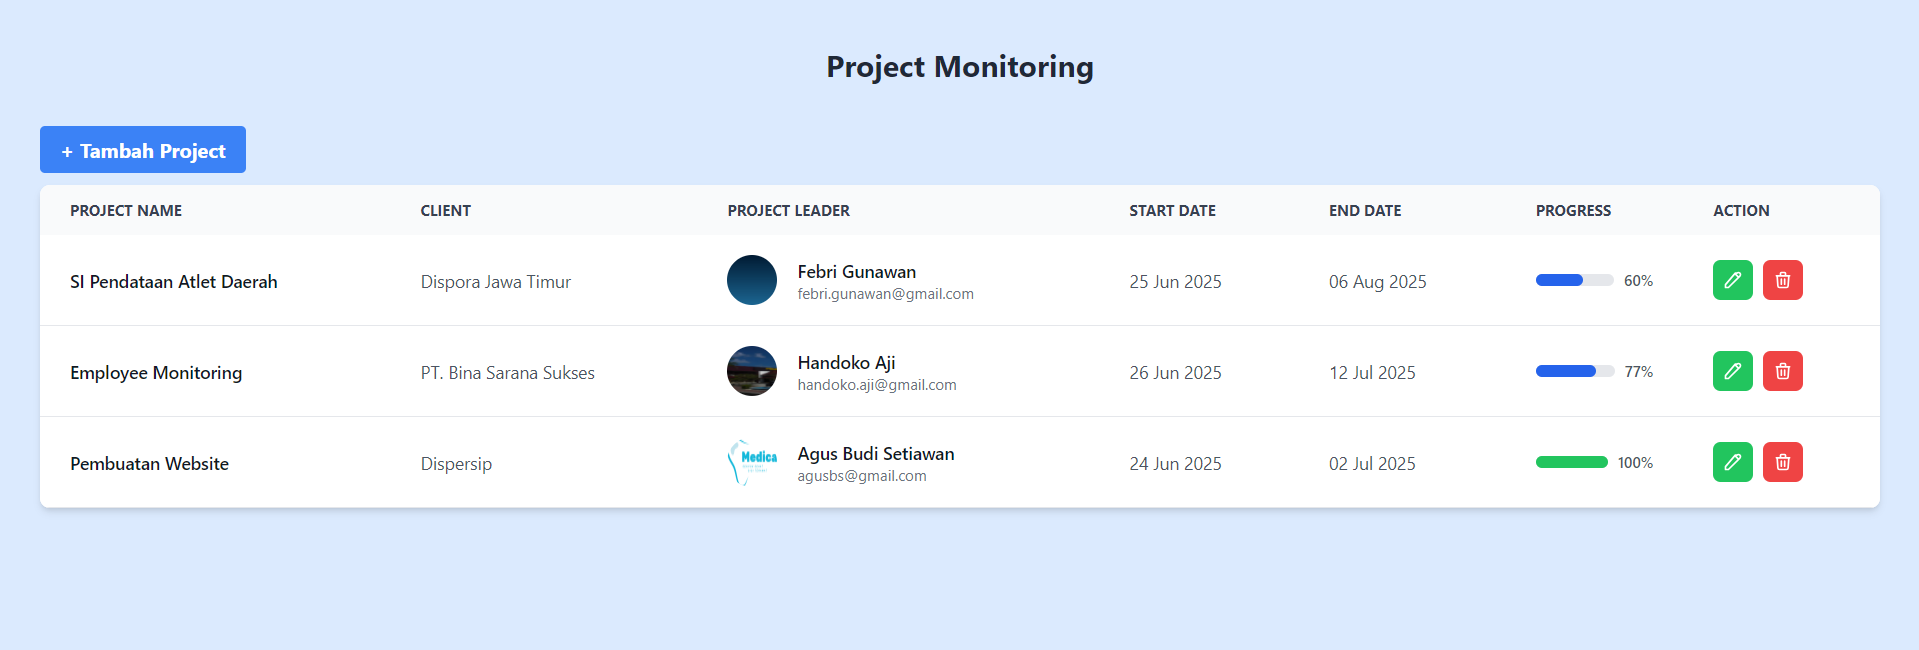 Project Monitoring
+ Tambah Project
PROJECT NAME CLIENT PROJECT LEADER START DATE END DATE PROGRESS ACTION
SI Pendataan Atlet Daerah Dispora Jawa Timur Febri Gunawan 25 Jun 2025 06 Aug 2025 60%
febri.gunawan@gmail.com
Employee Monitoring PT. Bina Sarana Sukses Handoko Aji 26 Jun 2025 12 Jul 2025 77%
handoko.aji@gmail.com
Pembuatan Website Dispersip Agus Budi Setiawan 24 Jun 2025 02 Jul 2025 100%
agusbs@gmail.com
Medica